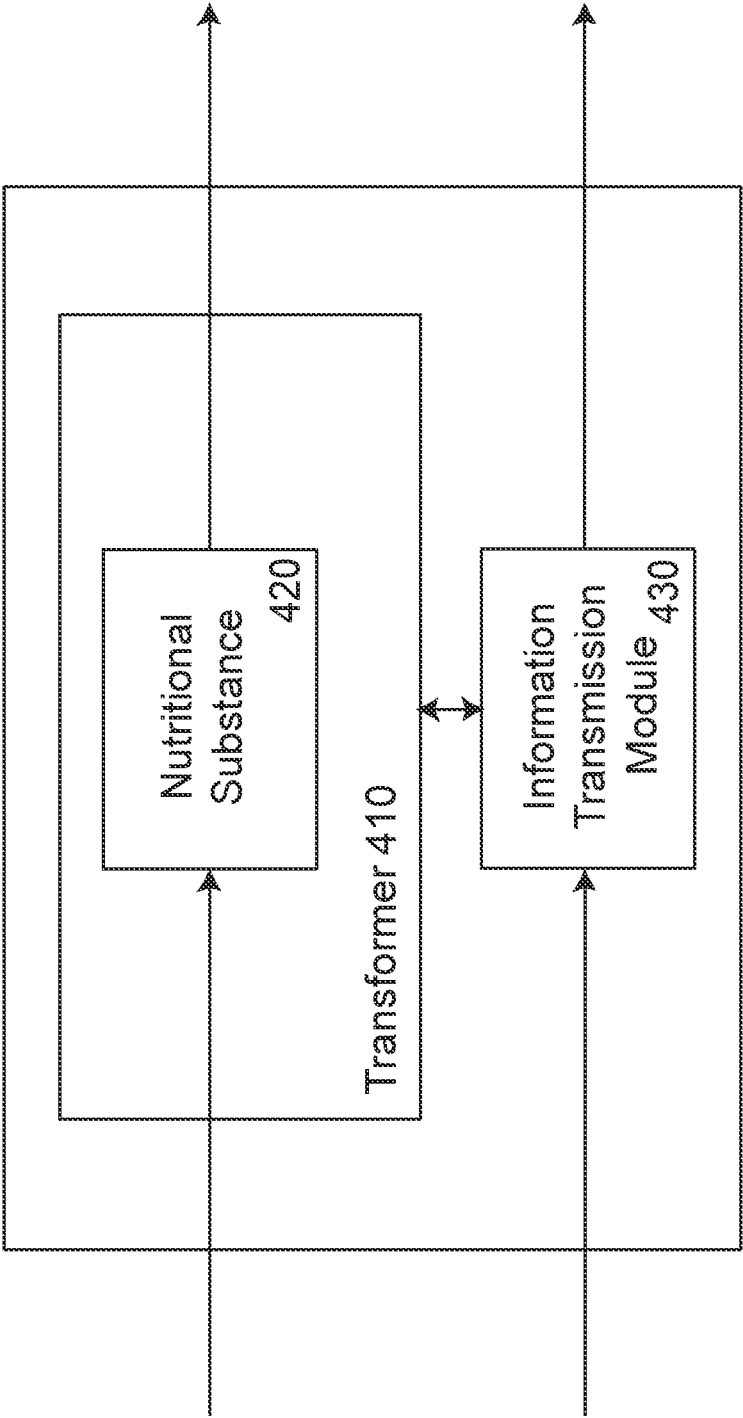 Nutritional
Substance
420
Transformer 410
Information
Transmission
Module 430